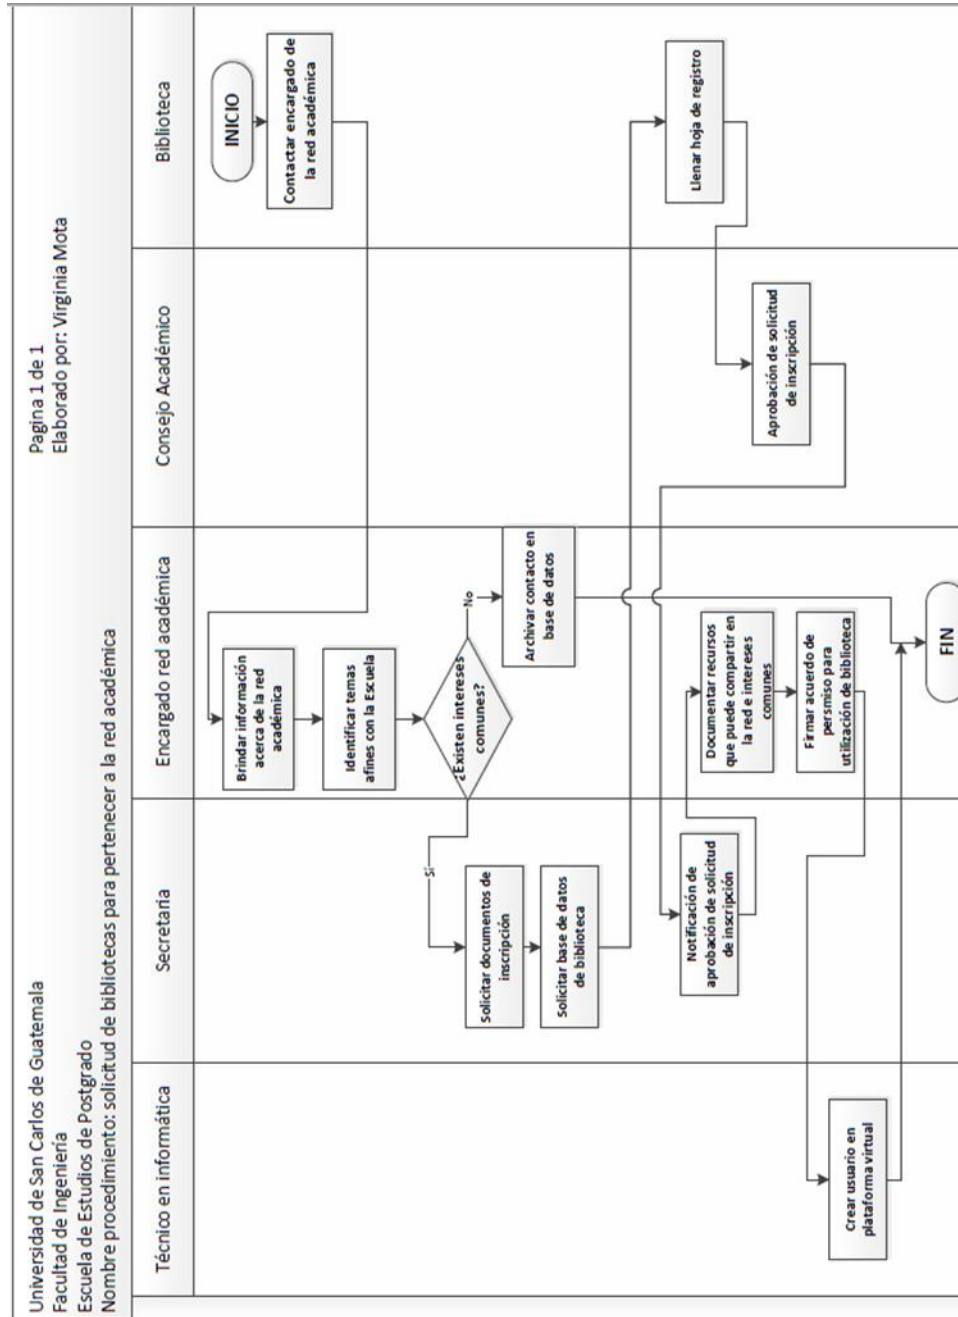 Universidad de San Carlos de Guatemala
Facultad de Ingeniería
Escuela de Estudios de Postgrado
Nombre procedimiento: solicitud de bibliotecas para pertenecer a la red académica
Pagina 1 de 1
Elaborado por: Virginia Mota
Técnico en informática
Secretaria
Encargado red académica
Consejo Académico
Biblioteca
INICIO
Contactar encargado de
la red académica
Brindar información
acerca de la red
académica
Identificar temas
afines con la Escuela
¿Existen intereses
comunes?
No
Sí
Archivar contacto en
base de datos
Solicitar documentos de
inscripción
Solicitar base de datos
de biblioteca
Llenar hoja de registro
Aprobación de solicitud
de inscripción
Notificación de
aprobación de solicitud
de inscripción
Documentar recursos
que puede compartir en
la red e intereses
comunes
Firmar acuerdo de
persmiso para
utilización de biblioteca
Crear usuario en
plataforma virtual
FIN